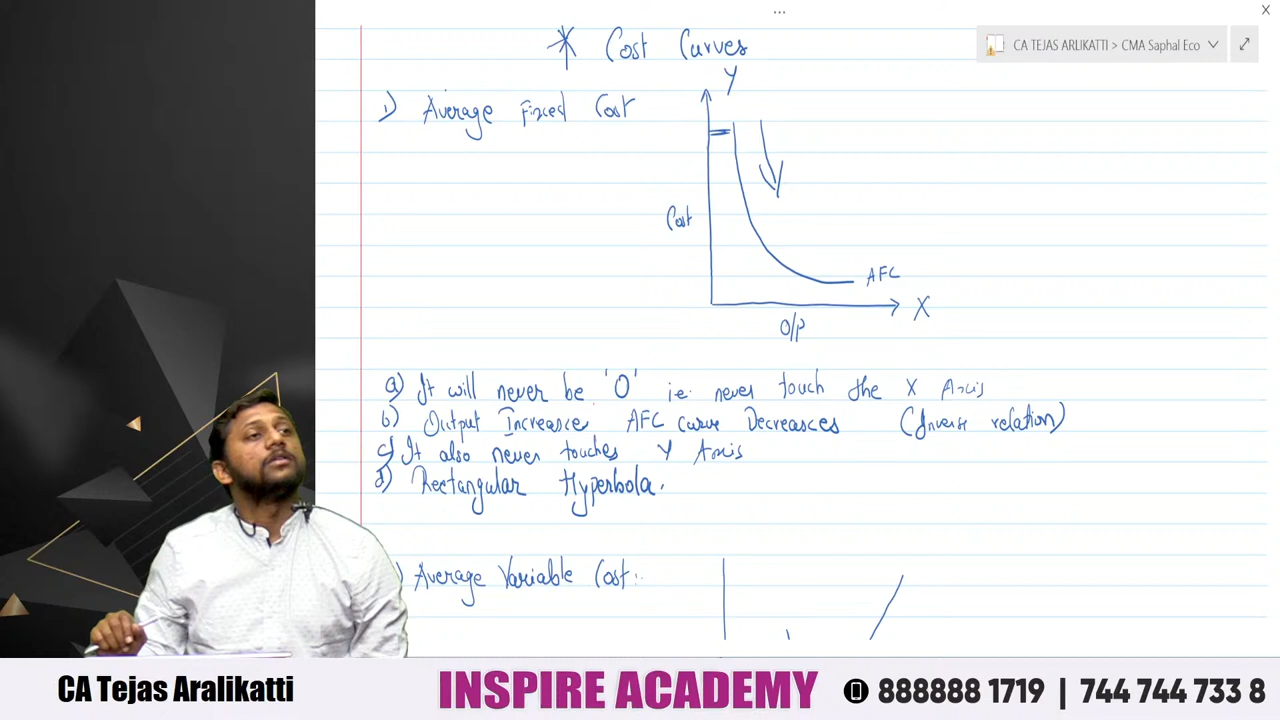 ...
X
CA TEJAS ARLIKATTI > CMA Saphal Eco
* Cost Curves
Y
1) Average Fixed Cost
Cost
AFC
X
O/P
a) It will never be 'O' i.e. never touch the X Axis
b) Output Increase AFC curve Decreases (Inverse relation)
c) It also never touches Y Axis
d) Rectangular Hyperbola.
) Average Variable Cost:
CA Tejas Aralikatti
INSPIRE ACADEMY
888888 1719 | 744 744 733 8